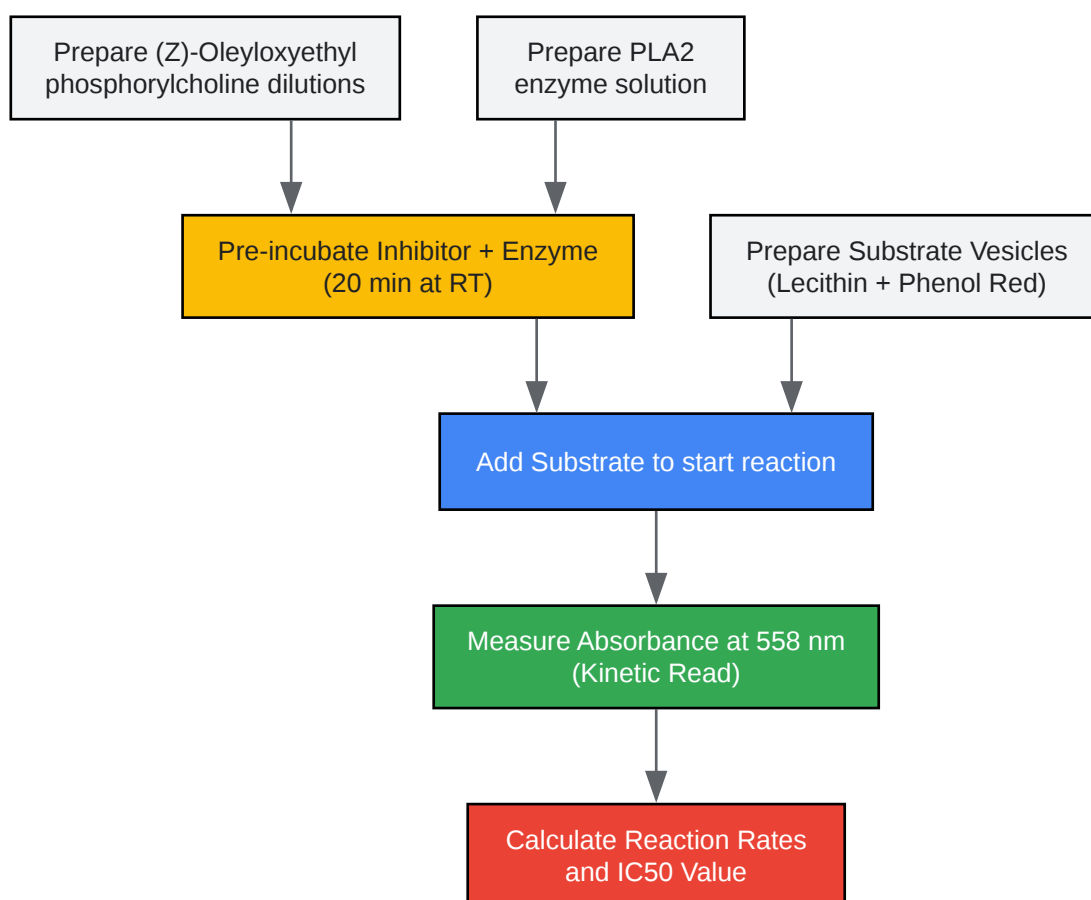 Prepare (Z)-Oleyloxyethyl
phosphorylcholine dilutions
Prepare PLA2
enzyme solution
Pre-incubate Inhibitor + Enzyme
(20 min at RT)
Prepare Substrate Vesicles
(Lecithin + Phenol Red)
Add Substrate to start reaction
Measure Absorbance at 558 nm
(Kinetic Read)
Calculate Reaction Rates
and IC50 Value